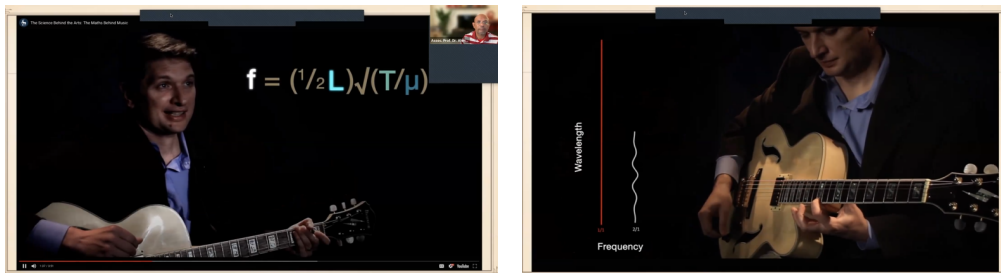 The Science Behind the Arts: The Maths Behind Music
f = (1/2L)√(T/μ)
YouTube
Wavelength
1/1
2/1
Frequency